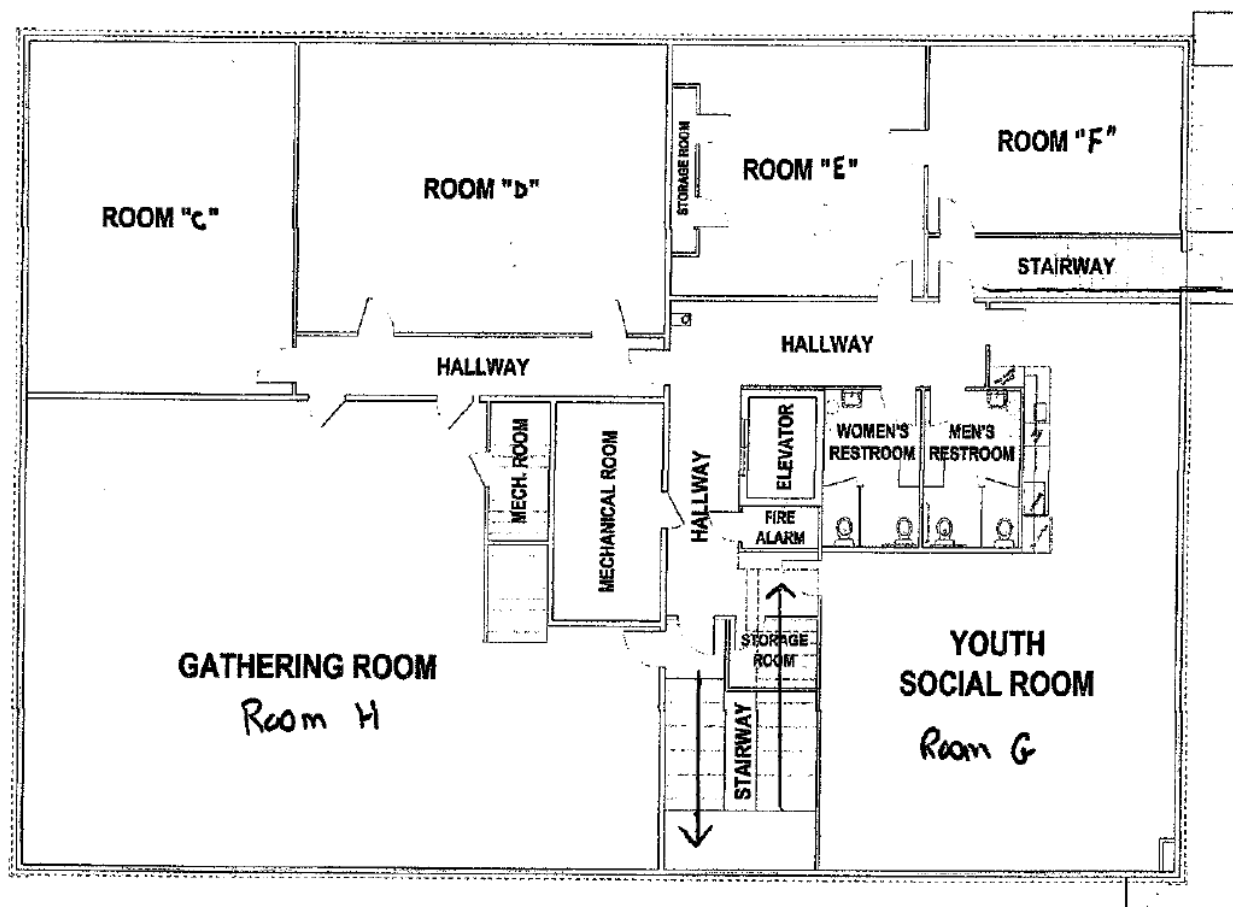 ROOM "C"
ROOM "D"
STORAGE ROOM
ROOM "E"
ROOM "F"
STAIRWAY
HALLWAY
HALLWAY
MECH. ROOM
MECHANICAL ROOM
HALLWAY
ELEVATOR
WOMEN'S
RESTROOM
MEN'S
RESTROOM
FIRE
ALARM
GATHERING ROOM
Room H
STORAGE
ROOM
STAIRWAY
YOUTH
SOCIAL ROOM
Room G